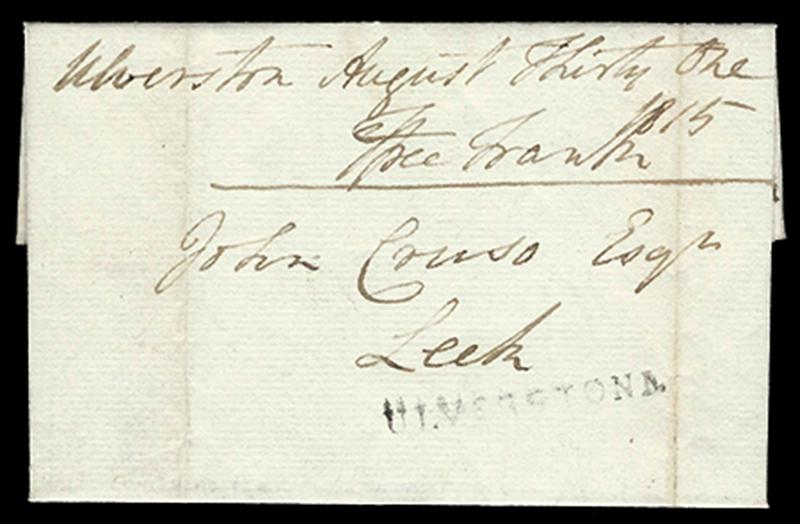 Ulverston August Thirty One
1815
Free Frank
John Cruso Esqr
Leek
ULVERSTONE